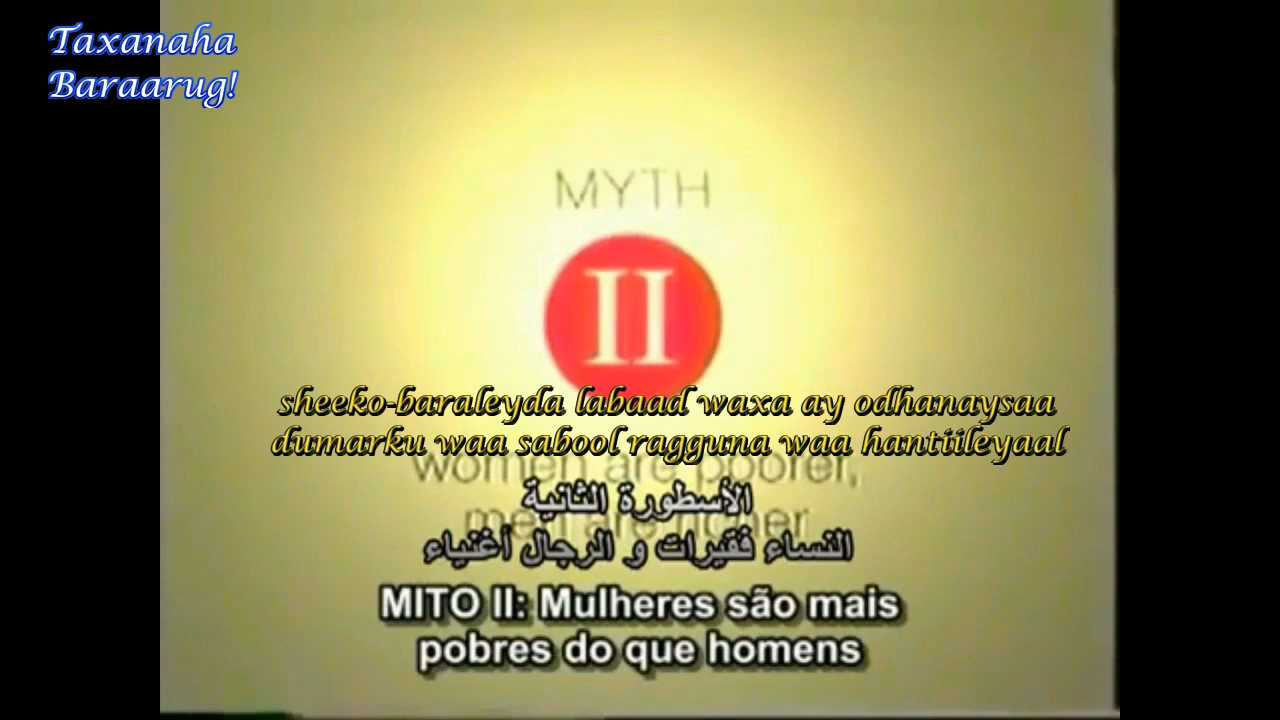 Taxanaha
Baraarug!
MYTH
II
sheeko-baraleyda labaad waxa ay odhanaysaa
dumarku waa sabool ragguna waa hantiileyaal
women are poorer,
الأسطورة الثانية
men are richer
النساء فقيرات و الرجال أغنياء
MITO II: Mulheres são mais
pobres do que homens